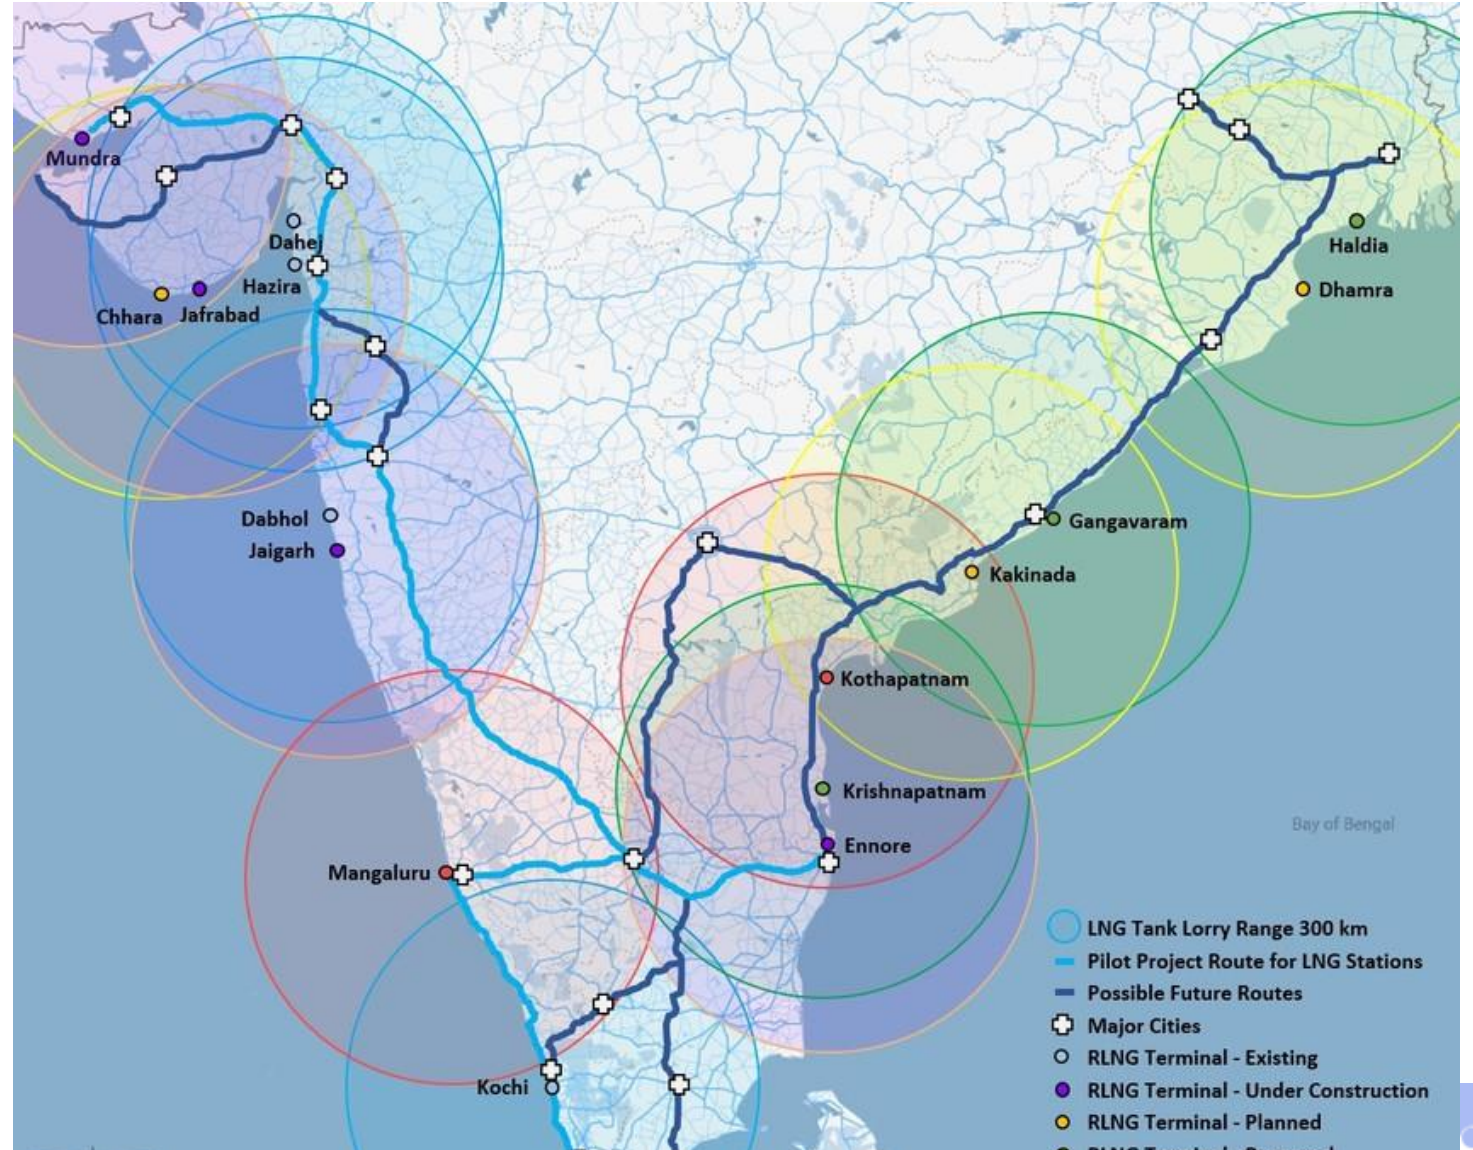 Mundra
Dahej
Hazira
Chhara
Jafrabad
Haldia
Dhamra
Dabhol
Jaigarh
Gangavaram
Kakinada
Kothapatnam
Krishnapatnam
Bay of Bengal
Ennore
Mangaluru
Kochi
LNG Tank Lorry Range 300 km
Pilot Project Route for LNG Stations
Possible Future Routes
Major Cities
RLNG Terminal - Existing
RLNG Terminal - Under Construction
RLNG Terminal - Planned